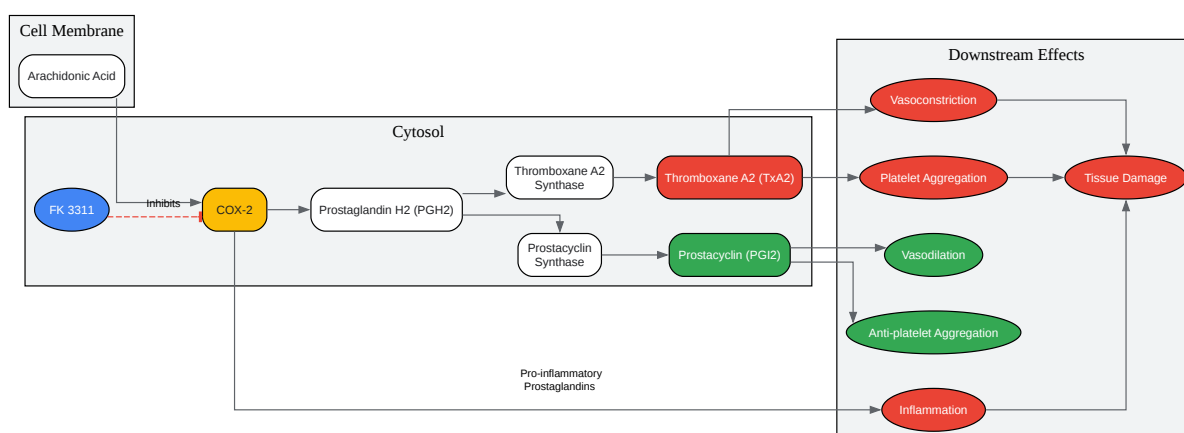 Cell Membrane
Arachidonic Acid
Cytosol
FK 3311
Inhibits
COX-2
Prostaglandin H2 (PGH2)
Thromboxane A2
Synthase
Thromboxane A2 (TxA2)
Prostacyclin
Synthase
Prostacyclin (PGI2)
Pro-inflammatory
Prostaglandins
Downstream Effects
Vasoconstriction
Platelet Aggregation
Tissue Damage
Vasodilation
Anti-platelet Aggregation
Inflammation